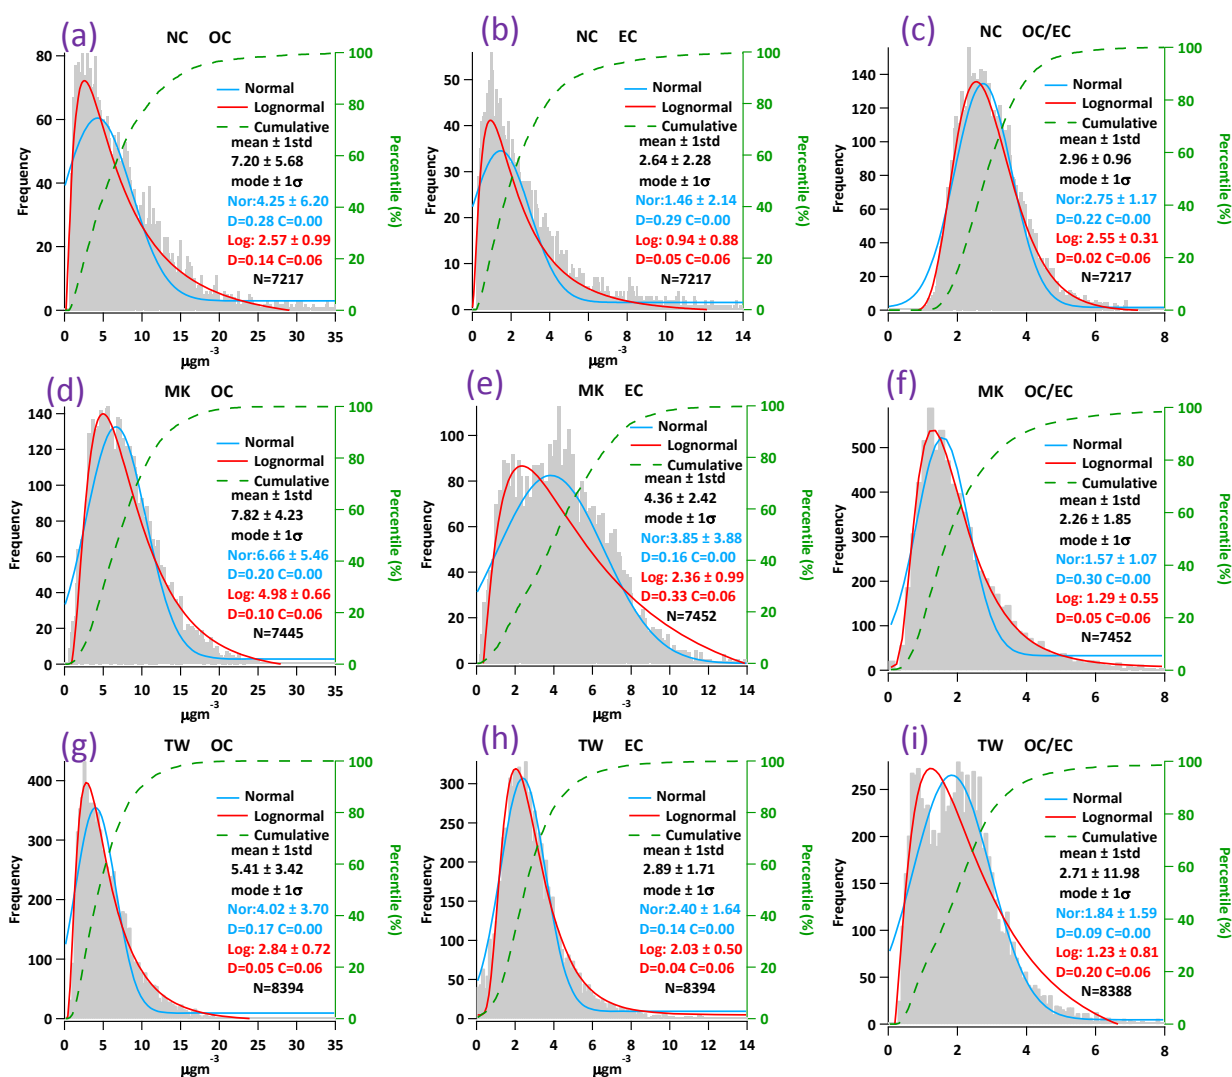 (a)
NC OC
80
60
40
20
0
Frequency
100
80
60
40
20
0
Percentile (%)
Normal
Lognormal
Cumulative
mean ± 1std
7.20 ± 5.68
mode ± 1σ
Nor:4.25 ± 6.20
D=0.28 C=0.00
Log: 2.57 ± 0.99
D=0.14 C=0.06
N=7217
0 5 10 15 20 25 30 35
μgm-3
(b)
NC EC
50
40
30
20
10
0
Frequency
100
80
60
40
20
0
Percentile (%)
Normal
Lognormal
Cumulative
mean ± 1std
2.64 ± 2.28
mode ± 1σ
Nor:1.46 ± 2.14
D=0.29 C=0.00
Log: 0.94 ± 0.88
D=0.05 C=0.06
N=7217
0 2 4 6 8 10 12 14
μgm-3
(c)
NC OC/EC
140
120
100
80
60
40
20
0
Frequency
100
80
60
40
20
0
Percentile (%)
Normal
Lognormal
Cumulative
mean ± 1std
2.96 ± 0.96
mode ± 1σ
Nor:2.75 ± 1.17
D=0.22 C=0.00
Log: 2.55 ± 0.31
D=0.02 C=0.06
N=7217
0 2 4 6 8
(d)
MK OC
140
120
100
80
60
40
20
0
Frequency
100
80
60
40
20
0
Percentile (%)
Normal
Lognormal
Cumulative
mean ± 1std
7.82 ± 4.23
mode ± 1σ
Nor:6.66 ± 5.46
D=0.20 C=0.00
Log: 4.98 ± 0.66
D=0.10 C=0.06
N=7445
0 5 10 15 20 25 30 35
μgm-3
(e)
MK EC
100
80
60
40
20
0
Frequency
100
80
60
40
20
0
Percentile (%)
Normal
Lognormal
Cumulative
mean ± 1std
4.36 ± 2.42
mode ± 1σ
Nor:3.85 ± 3.88
D=0.16 C=0.00
Log: 2.36 ± 0.99
D=0.33 C=0.06
N=7452
0 2 4 6 8 10 12 14
μgm-3
(f)
MK OC/EC
500
400
300
200
100
0
Frequency
100
80
60
40
20
0
Percentile (%)
Normal
Lognormal
Cumulative
mean ± 1std
2.26 ± 1.85
mode ± 1σ
Nor:1.57 ± 1.07
D=0.30 C=0.00
Log: 1.29 ± 0.55
D=0.05 C=0.06
N=7452
0 2 4 6 8
(g)
TW OC
400
300
200
100
0
Frequency
100
80
60
40
20
0
Percentile (%)
Normal
Lognormal
Cumulative
mean ± 1std
5.41 ± 3.42
mode ± 1σ
Nor:4.02 ± 3.70
D=0.17 C=0.00
Log: 2.84 ± 0.72
D=0.05 C=0.06
N=8394
0 5 10 15 20 25 30 35
μgm-3
(h)
TW EC
300
250
200
150
100
50
0
Frequency
100
80
60
40
20
0
Percentile (%)
Normal
Lognormal
Cumulative
mean ± 1std
2.89 ± 1.71
mode ± 1σ
Nor:2.40 ± 1.64
D=0.14 C=0.00
Log: 2.03 ± 0.50
D=0.04 C=0.06
N=8394
0 2 4 6 8 10 12 14
μgm-3
(i)
TW OC/EC
250
200
150
100
50
0
Frequency
100
80
60
40
20
0
Percentile (%)
Normal
Lognormal
Cumulative
mean ± 1std
2.71 ± 11.98
mode ± 1σ
Nor:1.84 ± 1.59
D=0.09 C=0.00
Log: 1.23 ± 0.81
D=0.20 C=0.06
N=8388
0 2 4 6 8